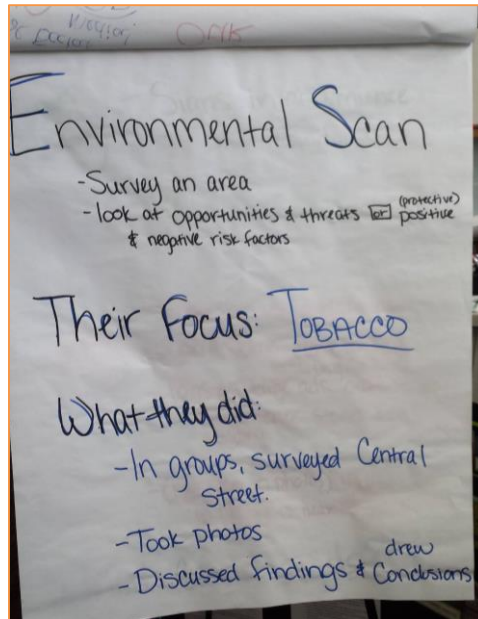 Environmental Scan
- Survey an area
- look at opportunities & threats or (protective) positive
& negative risk factors
Their Focus: TOBACCO
What they did:
- In groups, surveyed Central
Street.
- Took photos
- Discussed findings & drew Conclusions